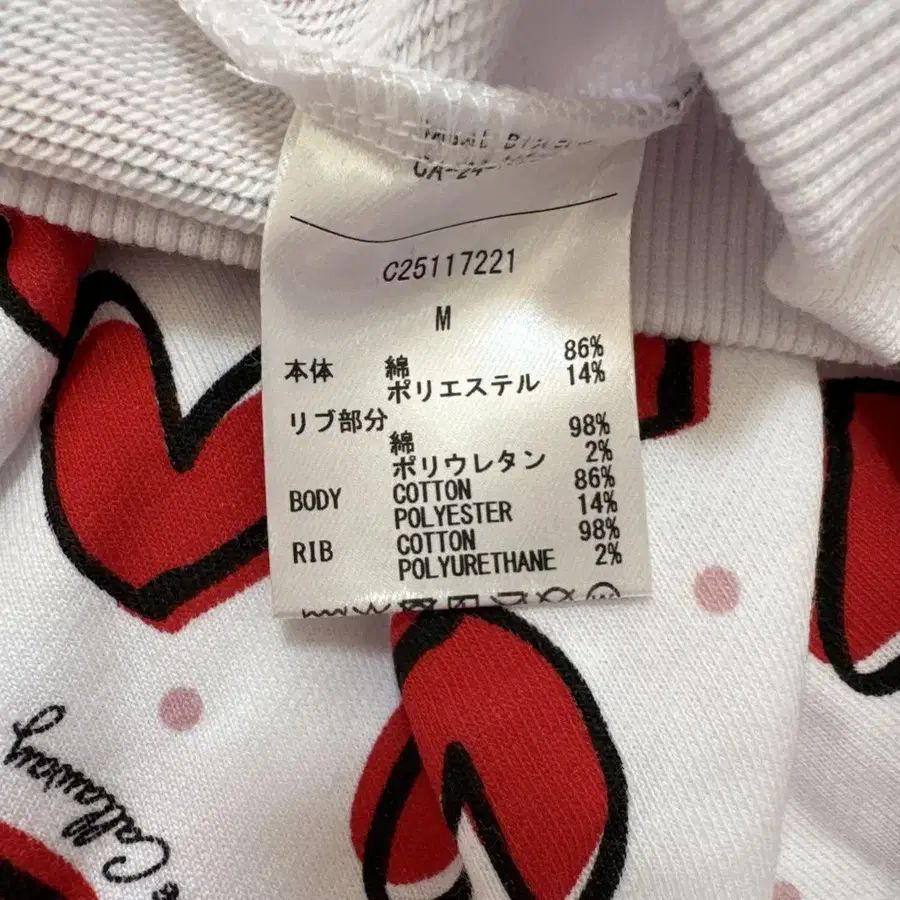 C25117221
M
本体 綿 86%
ポリエステル 14%
リブ部分
綿 98%
ポリウレタン 2%
BODY COTTON 86%
POLYESTER 14%
RIB COTTON 98%
POLYURETHANE 2%
Callaway